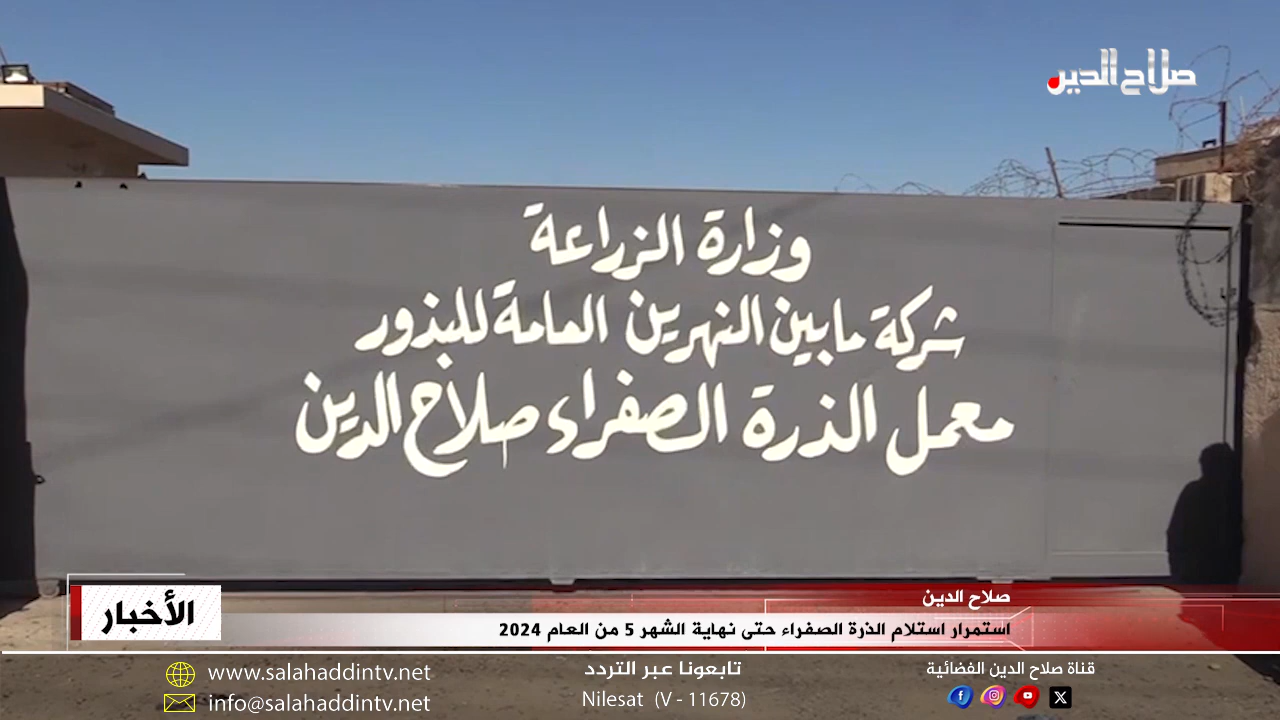 صلاح الدين
وزارة الزراعة
شركة مابين النهرين العامة للبذور
معمل الذرة الصفراء صلاح الدين
صلاح الدين
الأخبار
استمرار استلام الذرة الصفراء حتى نهاية الشهر 5 من العام 2024
قناة صلاح الدين الفضائية
تابعونا عبر التردد
Nilesat (V - 11678)
www.salahaddintv.net
info@salahaddintv.net